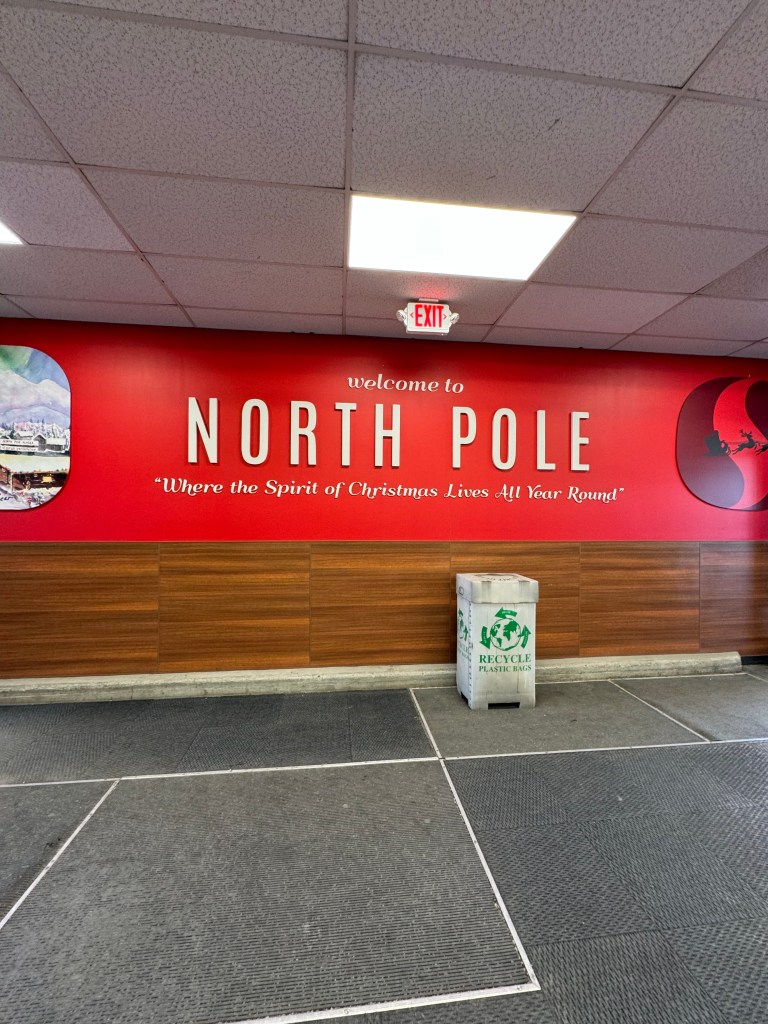 EXIT
welcome to
NORTH POLE
"Where the Spirit of Christmas Lives All Year Round"
RECYCLE
PLASTIC BAGS